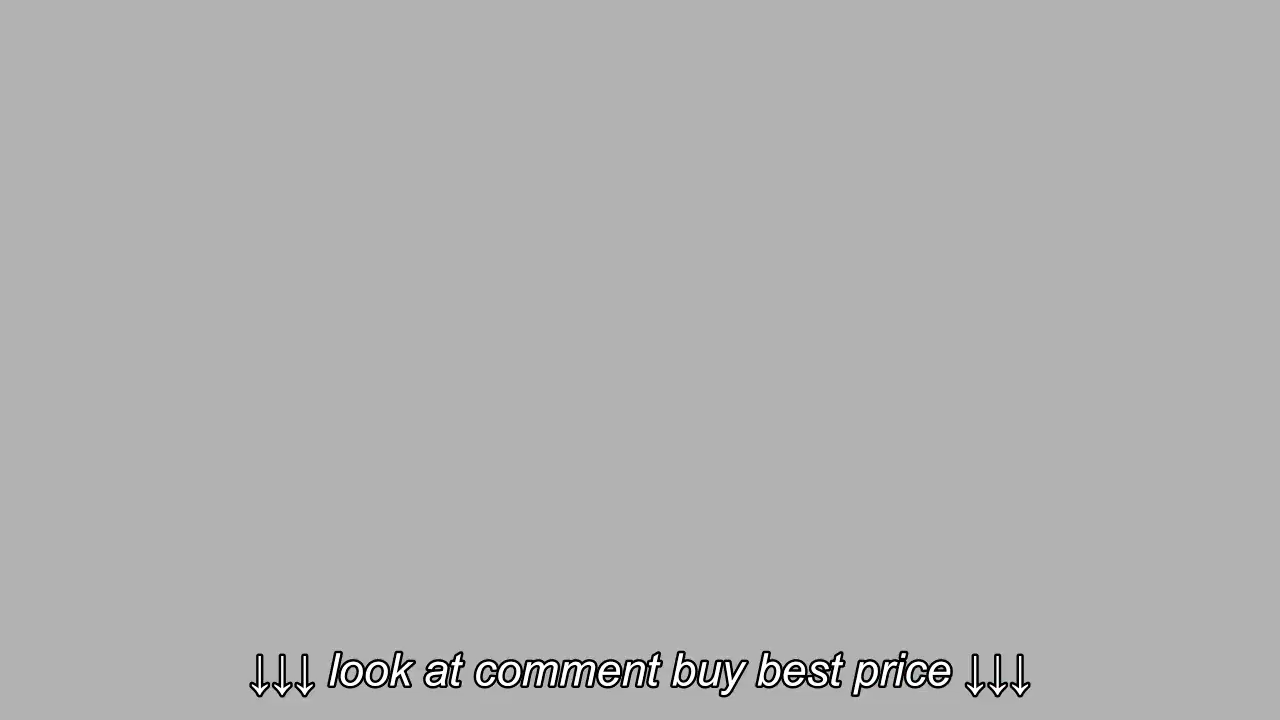 ↓↓↓ look at comment buy best price ↓↓↓